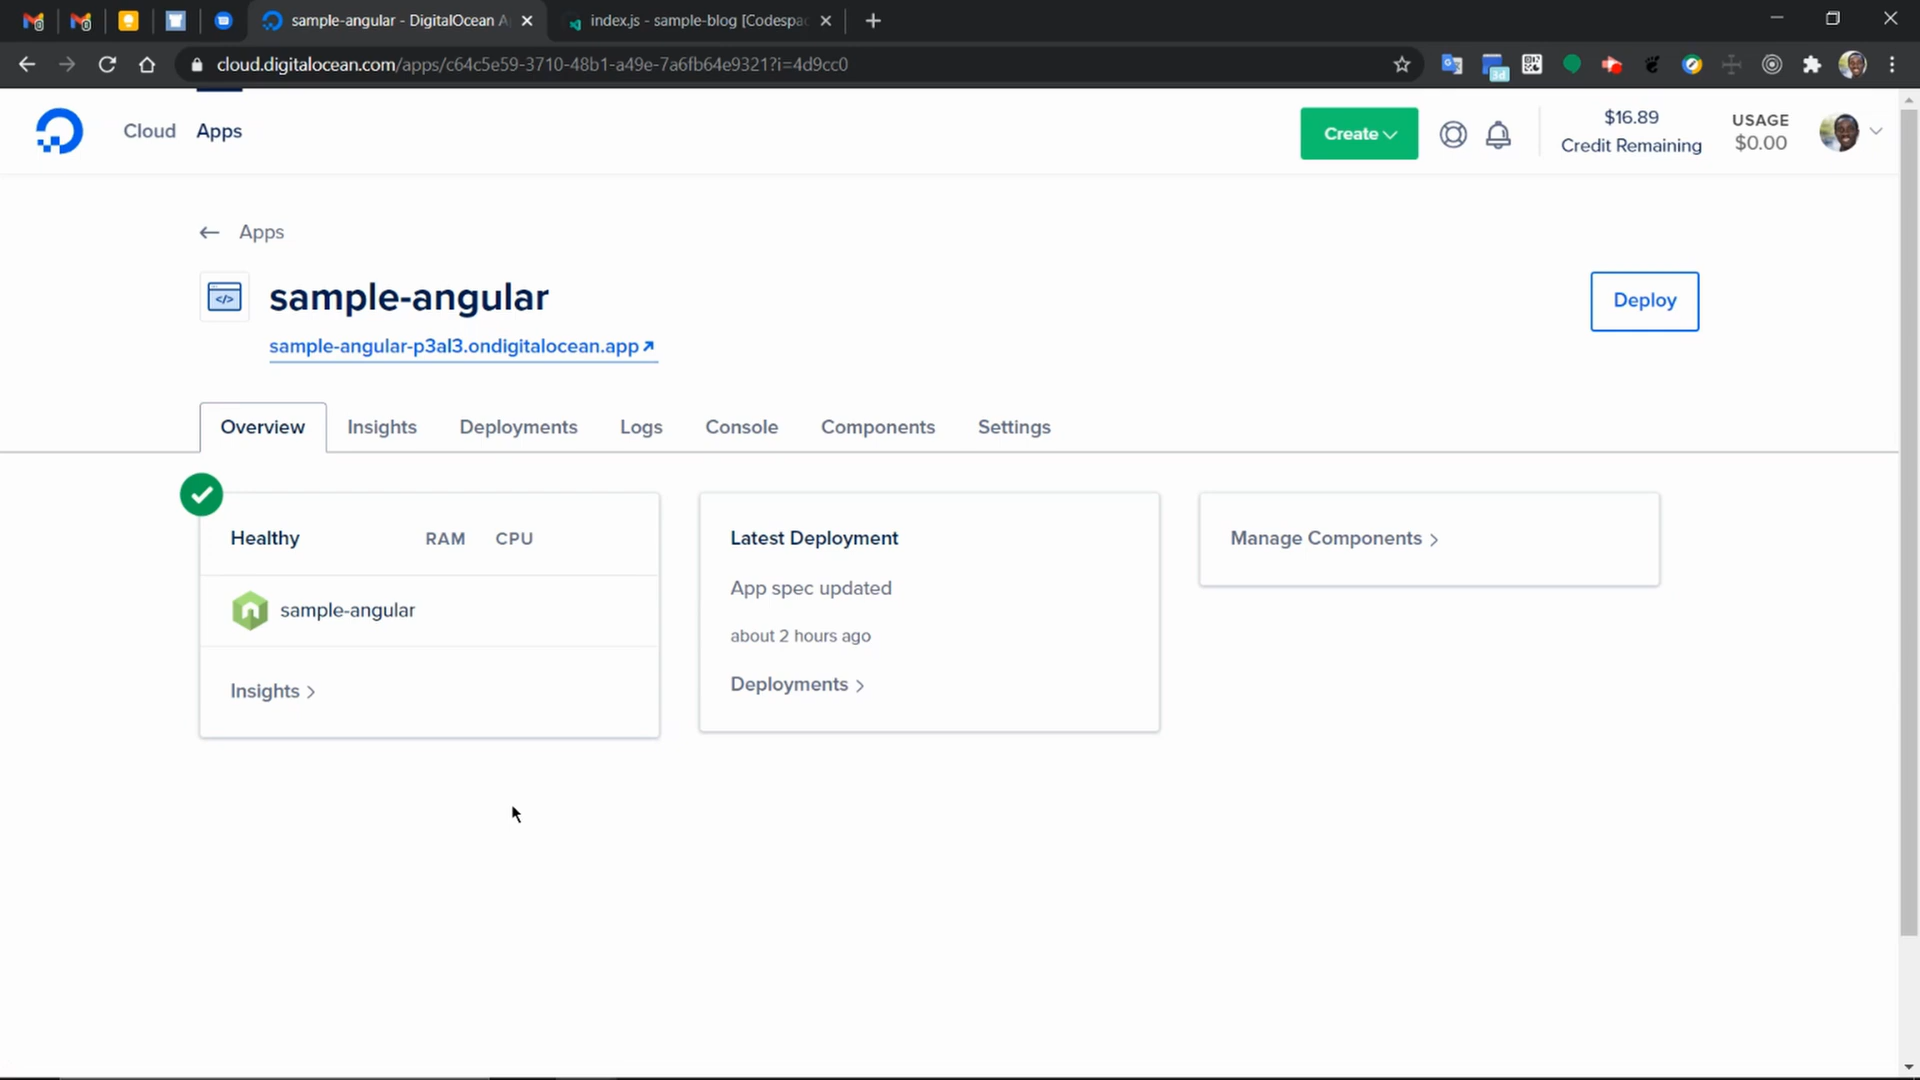 sample-angular - DigitalOcean A
index.js - sample-blog [Codespac
cloud.digitalocean.com/apps/c64c5e59-3710-48b1-a49e-7a6fb64e9321?i=4d9cc0
3d
Cloud
Apps
Create
$16.89
Credit Remaining
USAGE
$0.00
← Apps
sample-angular
sample-angular-p3al3.ondigitalocean.app
Deploy
Overview
Insights
Deployments
Logs
Console
Components
Settings
Healthy RAM CPU
sample-angular
Insights >
Latest Deployment
App spec updated
about 2 hours ago
Deployments >
Manage Components >